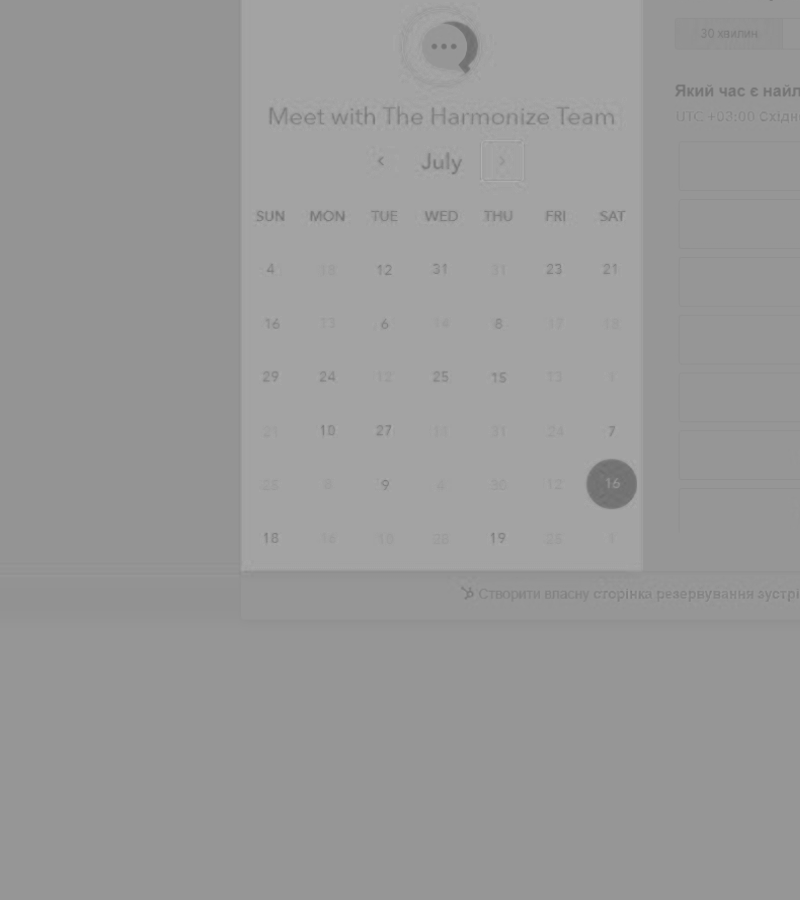 30 хвилин
Meet with The Harmonize Team
July
Який час є найл
UTC +03:00 Східн
SUN MON TUE WED THU FRI SAT
4 18 12 31 31 23 21
16 13 6 14 8 17 18
29 24 12 25 15 13 1
21 10 27 11 31 24 7
25 8 9 4 30 12 16
18 16 10 28 19 25 1
Створити власну сторінка резервування аустрі